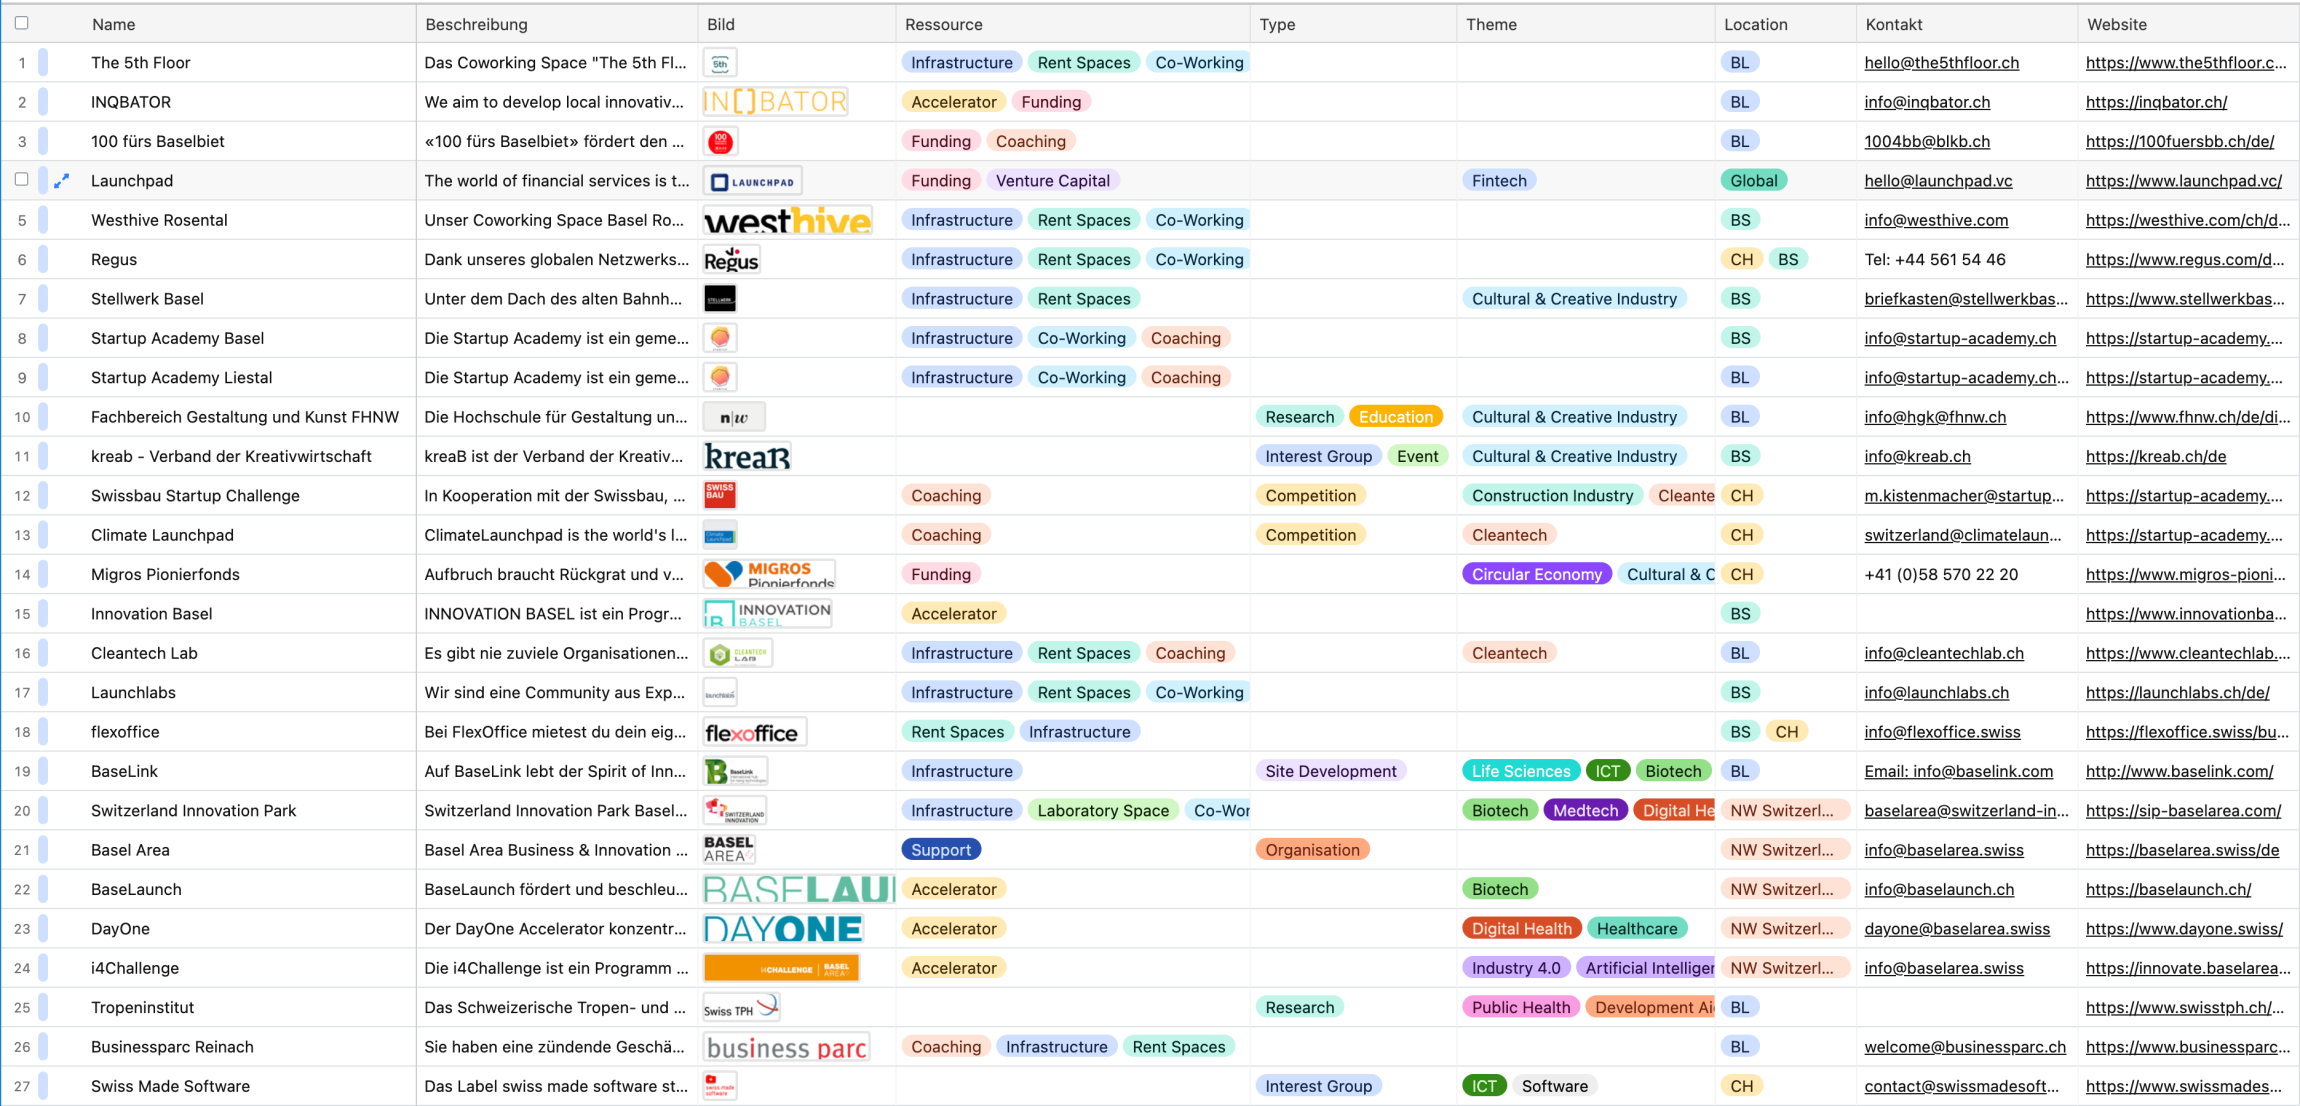 Name Beschreibung Bild Ressource Type Theme Location Kontakt Website
1 The 5th Floor Das Coworking Space "The 5th Fl... 5th Infrastructure Rent Spaces Co-Working BL hello@the5thfloor.ch https://www.the5thfloor.c...
2 INQBATOR We aim to develop local innovativ... IN[]BATOR Accelerator Funding BL info@inqbator.ch https://inqbator.ch/
3 100 fürs Baselbiet «100 fürs Baselbiet» fördert den ... 100 Funding Coaching BL 1004bb@blkb.ch https://100fuersbb.ch/de/
Launchpad The world of financial services is t... LAUNCHPAD Funding Venture Capital Fintech Global hello@launchpad.vc https://www.launchpad.vc/
5 Westhive Rosental Unser Coworking Space Basel Ro... westhive Infrastructure Rent Spaces Co-Working BS info@westhive.com https://westhive.com/ch/d...
6 Regus Dank unseres globalen Netzwerks... Regus Infrastructure Rent Spaces Co-Working CH BS Tel: +44 561 54 46 https://www.regus.com/d...
7 Stellwerk Basel Unter dem Dach des alten Bahnh... STELLWERK Infrastructure Rent Spaces Cultural & Creative Industry BS briefkasten@stellwerkbas... https://www.stellwerkbas...
8 Startup Academy Basel Die Startup Academy ist ein geme... Infrastructure Co-Working Coaching BS info@startup-academy.ch https://startup-academy....
9 Startup Academy Liestal Die Startup Academy ist ein geme... Infrastructure Co-Working Coaching BL info@startup-academy.ch... https://startup-academy....
10 Fachbereich Gestaltung und Kunst FHNW Die Hochschule für Gestaltung un... n|w Research Education Cultural & Creative Industry BL info@hgk@fhnw.ch https://www.fhnw.ch/de/di...
11 kreab - Verband der Kreativwirtschaft kreaB ist der Verband der Kreativ... kreaB Interest Group Event Cultural & Creative Industry BS info@kreab.ch https://kreab.ch/de
12 Swissbau Startup Challenge In Kooperation mit der Swissbau, ... SWISS BAU Coaching Competition Construction Industry Cleante CH m.kistenmacher@startup... https://startup-academy....
13 Climate Launchpad ClimateLaunchpad is the world's l... Climate Launchpad Coaching Competition Cleantech CH switzerland@climatelaun... https://startup-academy....
14 Migros Pionierfonds Aufbruch braucht Rückgrat und v... MIGROS Pionierfonds Funding Circular Economy Cultural & C CH +41 (0)58 570 22 20 https://www.migros-pioni...
15 Innovation Basel INNOVATION BASEL ist ein Progr... IB INNOVATION BASEL Accelerator BS https://www.innovationba...
16 Cleantech Lab Es gibt nie zuviele Organisationen... CLEANTECH LAB Infrastructure Rent Spaces Coaching Cleantech BL info@cleantechlab.ch https://www.cleantechlab....
17 Launchlabs Wir sind eine Community aus Exp... launchlabs Infrastructure Rent Spaces Co-Working BS info@launchlabs.ch https://launchlabs.ch/de/
18 flexoffice Bei FlexOffice mietest du dein eig... flexoffice Rent Spaces Infrastructure BS CH info@flexoffice.swiss https://flexoffice.swiss/bu...
19 BaseLink Auf BaseLink lebt der Spirit of Inn... B BaseLink Infrastructure Site Development Life Sciences ICT Biotech BL Email: info@baselink.com http://www.baselink.com/
20 Switzerland Innovation Park Switzerland Innovation Park Basel... SWITZERLAND INNOVATION Infrastructure Laboratory Space Co-Wor Biotech Medtech Digital He NW Switzerl... baselarea@switzerland-in... https://sip-baselarea.com/
21 Basel Area Basel Area Business & Innovation ... BASEL AREA Support Organisation NW Switzerl... info@baselarea.swiss https://baselarea.swiss/de
22 BaseLaunch BaseLaunch fördert und beschleu... BASELAU Accelerator Biotech NW Switzerl... info@baselaunch.ch https://baselaunch.ch/
23 DayOne Der DayOne Accelerator konzentr... DAYONE Accelerator Digital Health Healthcare NW Switzerl... dayone@baselarea.swiss https://www.dayone.swiss/
24 i4Challenge Die i4Challenge ist ein Programm ... I4CHALLENGE | BASEL AREA Accelerator Industry 4.0 Artificial Intelliger NW Switzerl... info@baselarea.swiss https://innovate.baselarea...
25 Tropeninstitut Das Schweizerische Tropen- und ... Swiss TPH Research Public Health Development Ai BL https://www.swisstph.ch/...
26 Businessparc Reinach Sie haben eine zündende Geschä... business parc Coaching Infrastructure Rent Spaces BL welcome@businessparc.ch https://www.businessparc...
27 Swiss Made Software Das Label swiss made software st... swiss made software Interest Group ICT Software CH contact@swissmadesoft... https://www.swissmades...